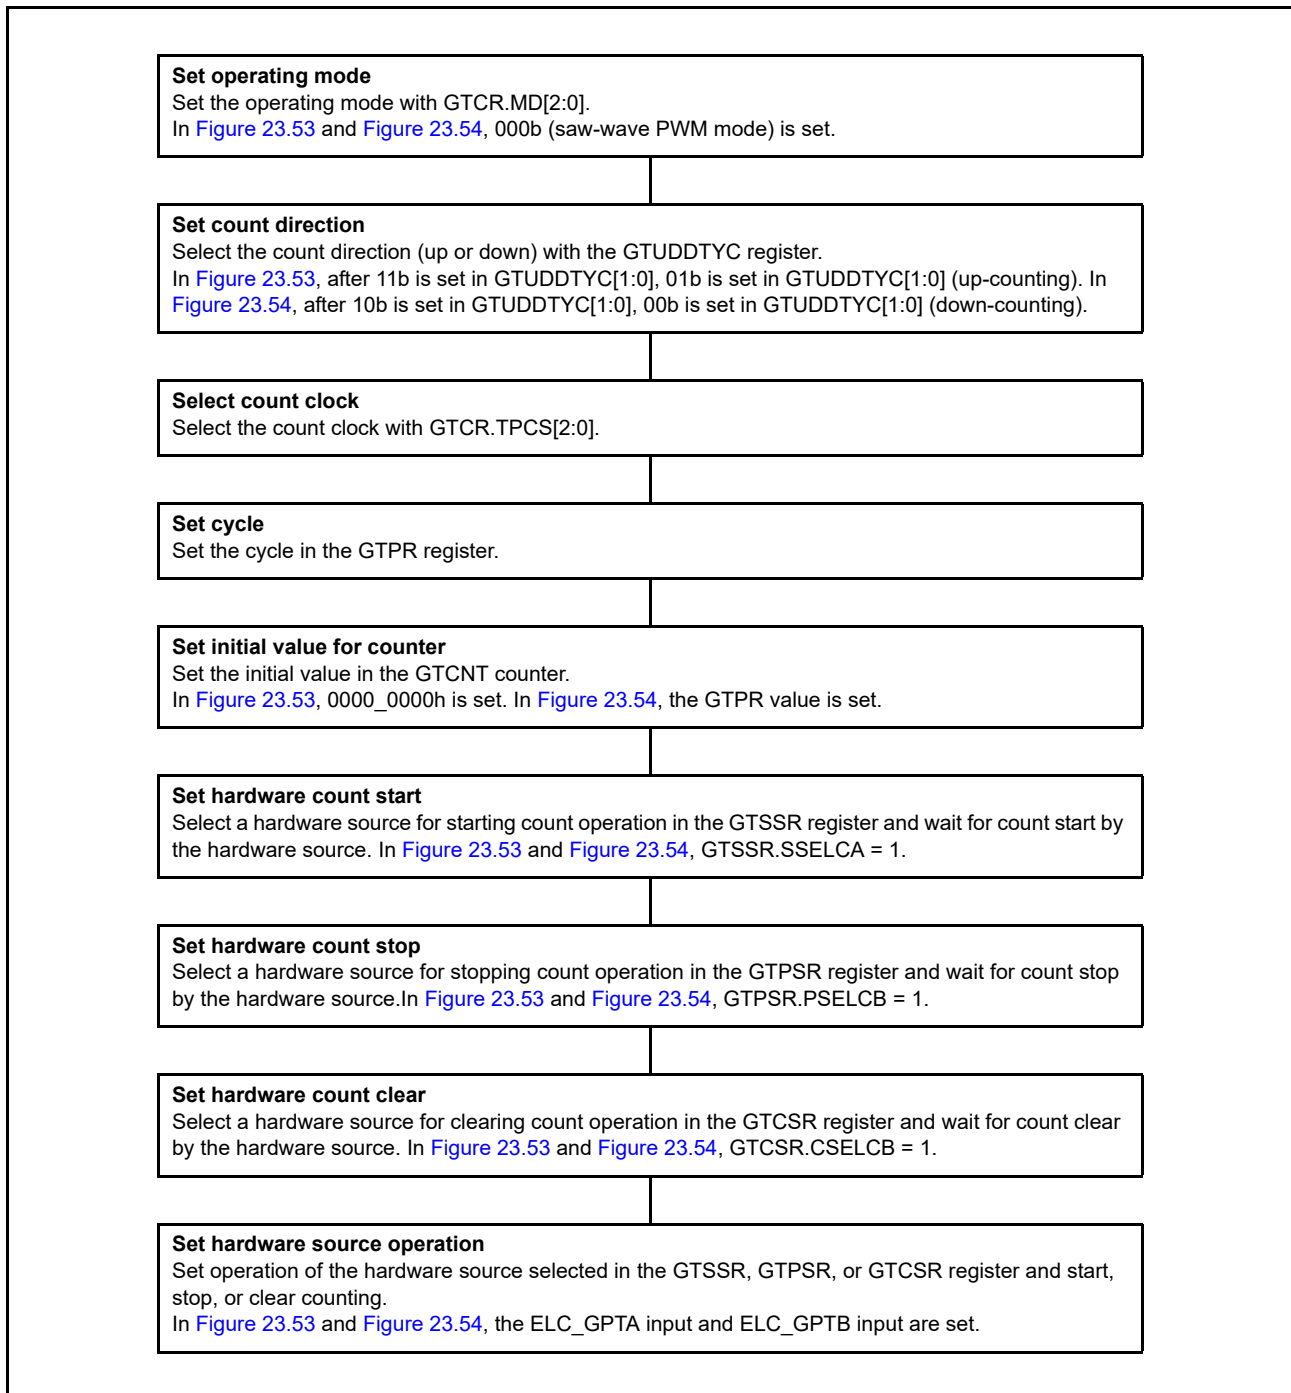 Set operating mode
Set the operating mode with GTCR.MD[2:0].
In Figure 23.53 and Figure 23.54, 000b (saw-wave PWM mode) is set.
Set count direction
Select the count direction (up or down) with the GTUDDTYC register.
In Figure 23.53, after 11b is set in GTUDDTYC[1:0], 01b is set in GTUDDTYC[1:0] (up-counting). In
Figure 23.54, after 10b is set in GTUDDTYC[1:0], 00b is set in GTUDDTYC[1:0] (down-counting).
Select count clock
Select the count clock with GTCR.TPCS[2:0].
Set cycle
Set the cycle in the GTPR register.
Set initial value for counter
Set the initial value in the GTCNT counter.
In Figure 23.53, 0000_0000h is set. In Figure 23.54, the GTPR value is set.
Set hardware count start
Select a hardware source for starting count operation in the GTSSR register and wait for count start by
the hardware source. In Figure 23.53 and Figure 23.54, GTSSR.SSELCA = 1.
Set hardware count stop
Select a hardware source for stopping count operation in the GTPSR register and wait for count stop
by the hardware source.In Figure 23.53 and Figure 23.54, GTPSR.PSELCB = 1.
Set hardware count clear
Select a hardware source for clearing count operation in the GTCSR register and wait for count clear
by the hardware source. In Figure 23.53 and Figure 23.54, GTCSR.CSELCB = 1.
Set hardware source operation
Set operation of the hardware source selected in the GTSSR, GTPSR, or GTCSR register and start,
stop, or clear counting.
In Figure 23.53 and Figure 23.54, the ELC_GPTA input and ELC_GPTB input are set.